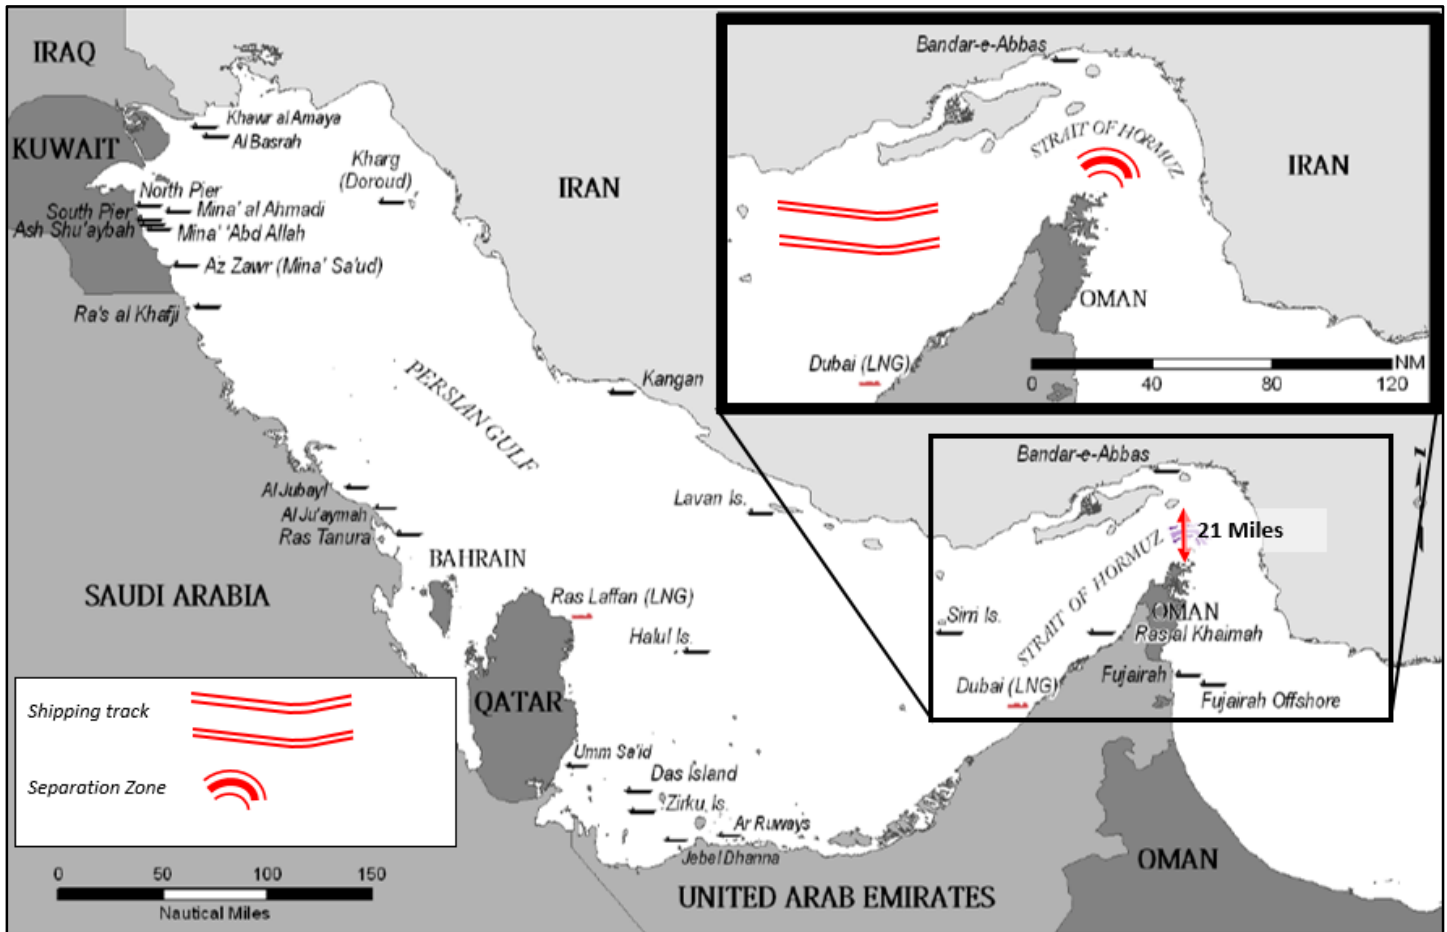 IRAQ
KUWAIT
Khawr al Amaya
Al Basrah
Kharg
(Doroud)
IRAN
North Pier
South Pier
Mina' al Ahmadi
Ash Shu'aybah
Mina' 'Abd Allah
Az Zawr (Mina' Sa'ud)
Ra's al Khafji
PERSIAN GULF
Kangan
Al Jubayl
Al Ju'aymah
Ras Tanura
BAHRAIN
SAUDI ARABIA
Lavan Is.
Ras Laffan (LNG)
Halul Is.
QATAR
Umm Sa'id
Das Island
Zirku Is.
Ar Ruways
Jebel Dhanna
UNITED ARAB EMIRATES
OMAN
Bandar-e-Abbas
STRAIT OF HORMUZ
IRAN
OMAN
Dubai (LNG)
NM
0 40 80 120
Bandar-e-Abbas
21 Miles
STRAIT OF HORMUZ
OMAN
Sirri Is.
Ras al Khaimah
Dubai (LNG)
Fujairah
Fujairah Offshore
Shipping track
Separation Zone
0 50 100 150
Nautical Miles